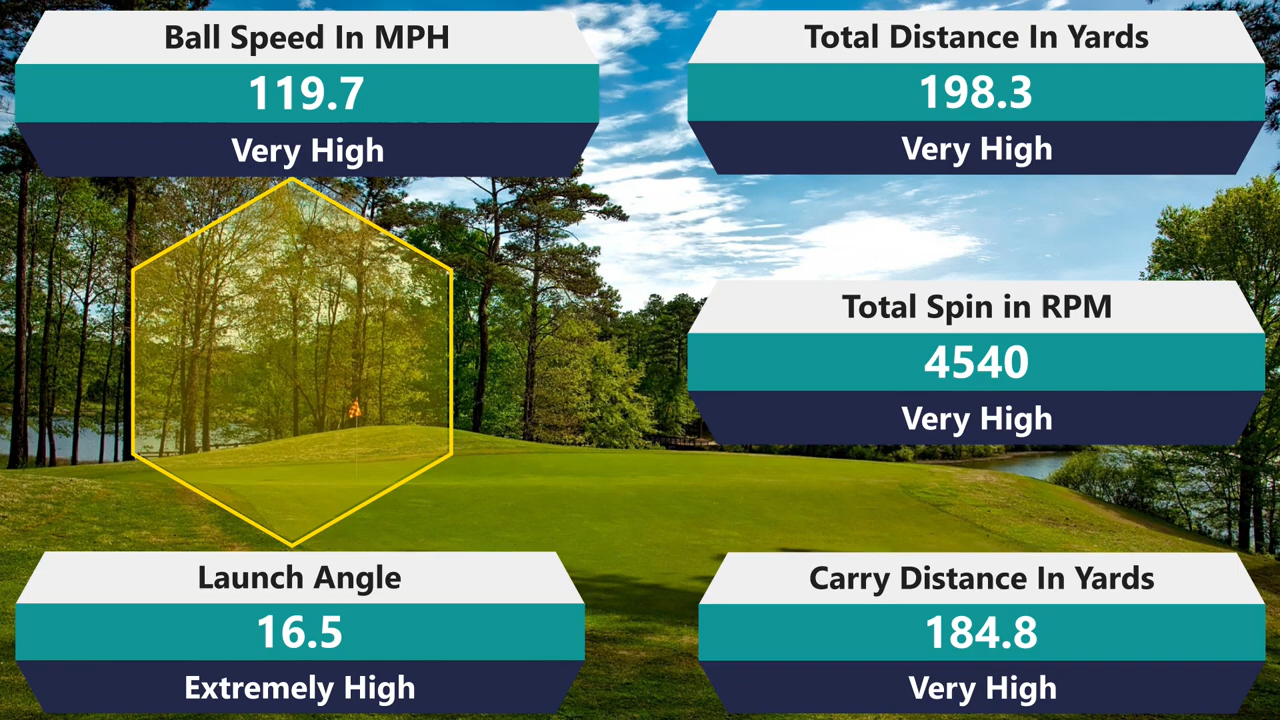 Ball Speed In MPH
119.7
Very High
Total Distance In Yards
198.3
Very High
Total Spin in RPM
4540
Very High
Launch Angle
16.5
Extremely High
Carry Distance In Yards
184.8
Very High